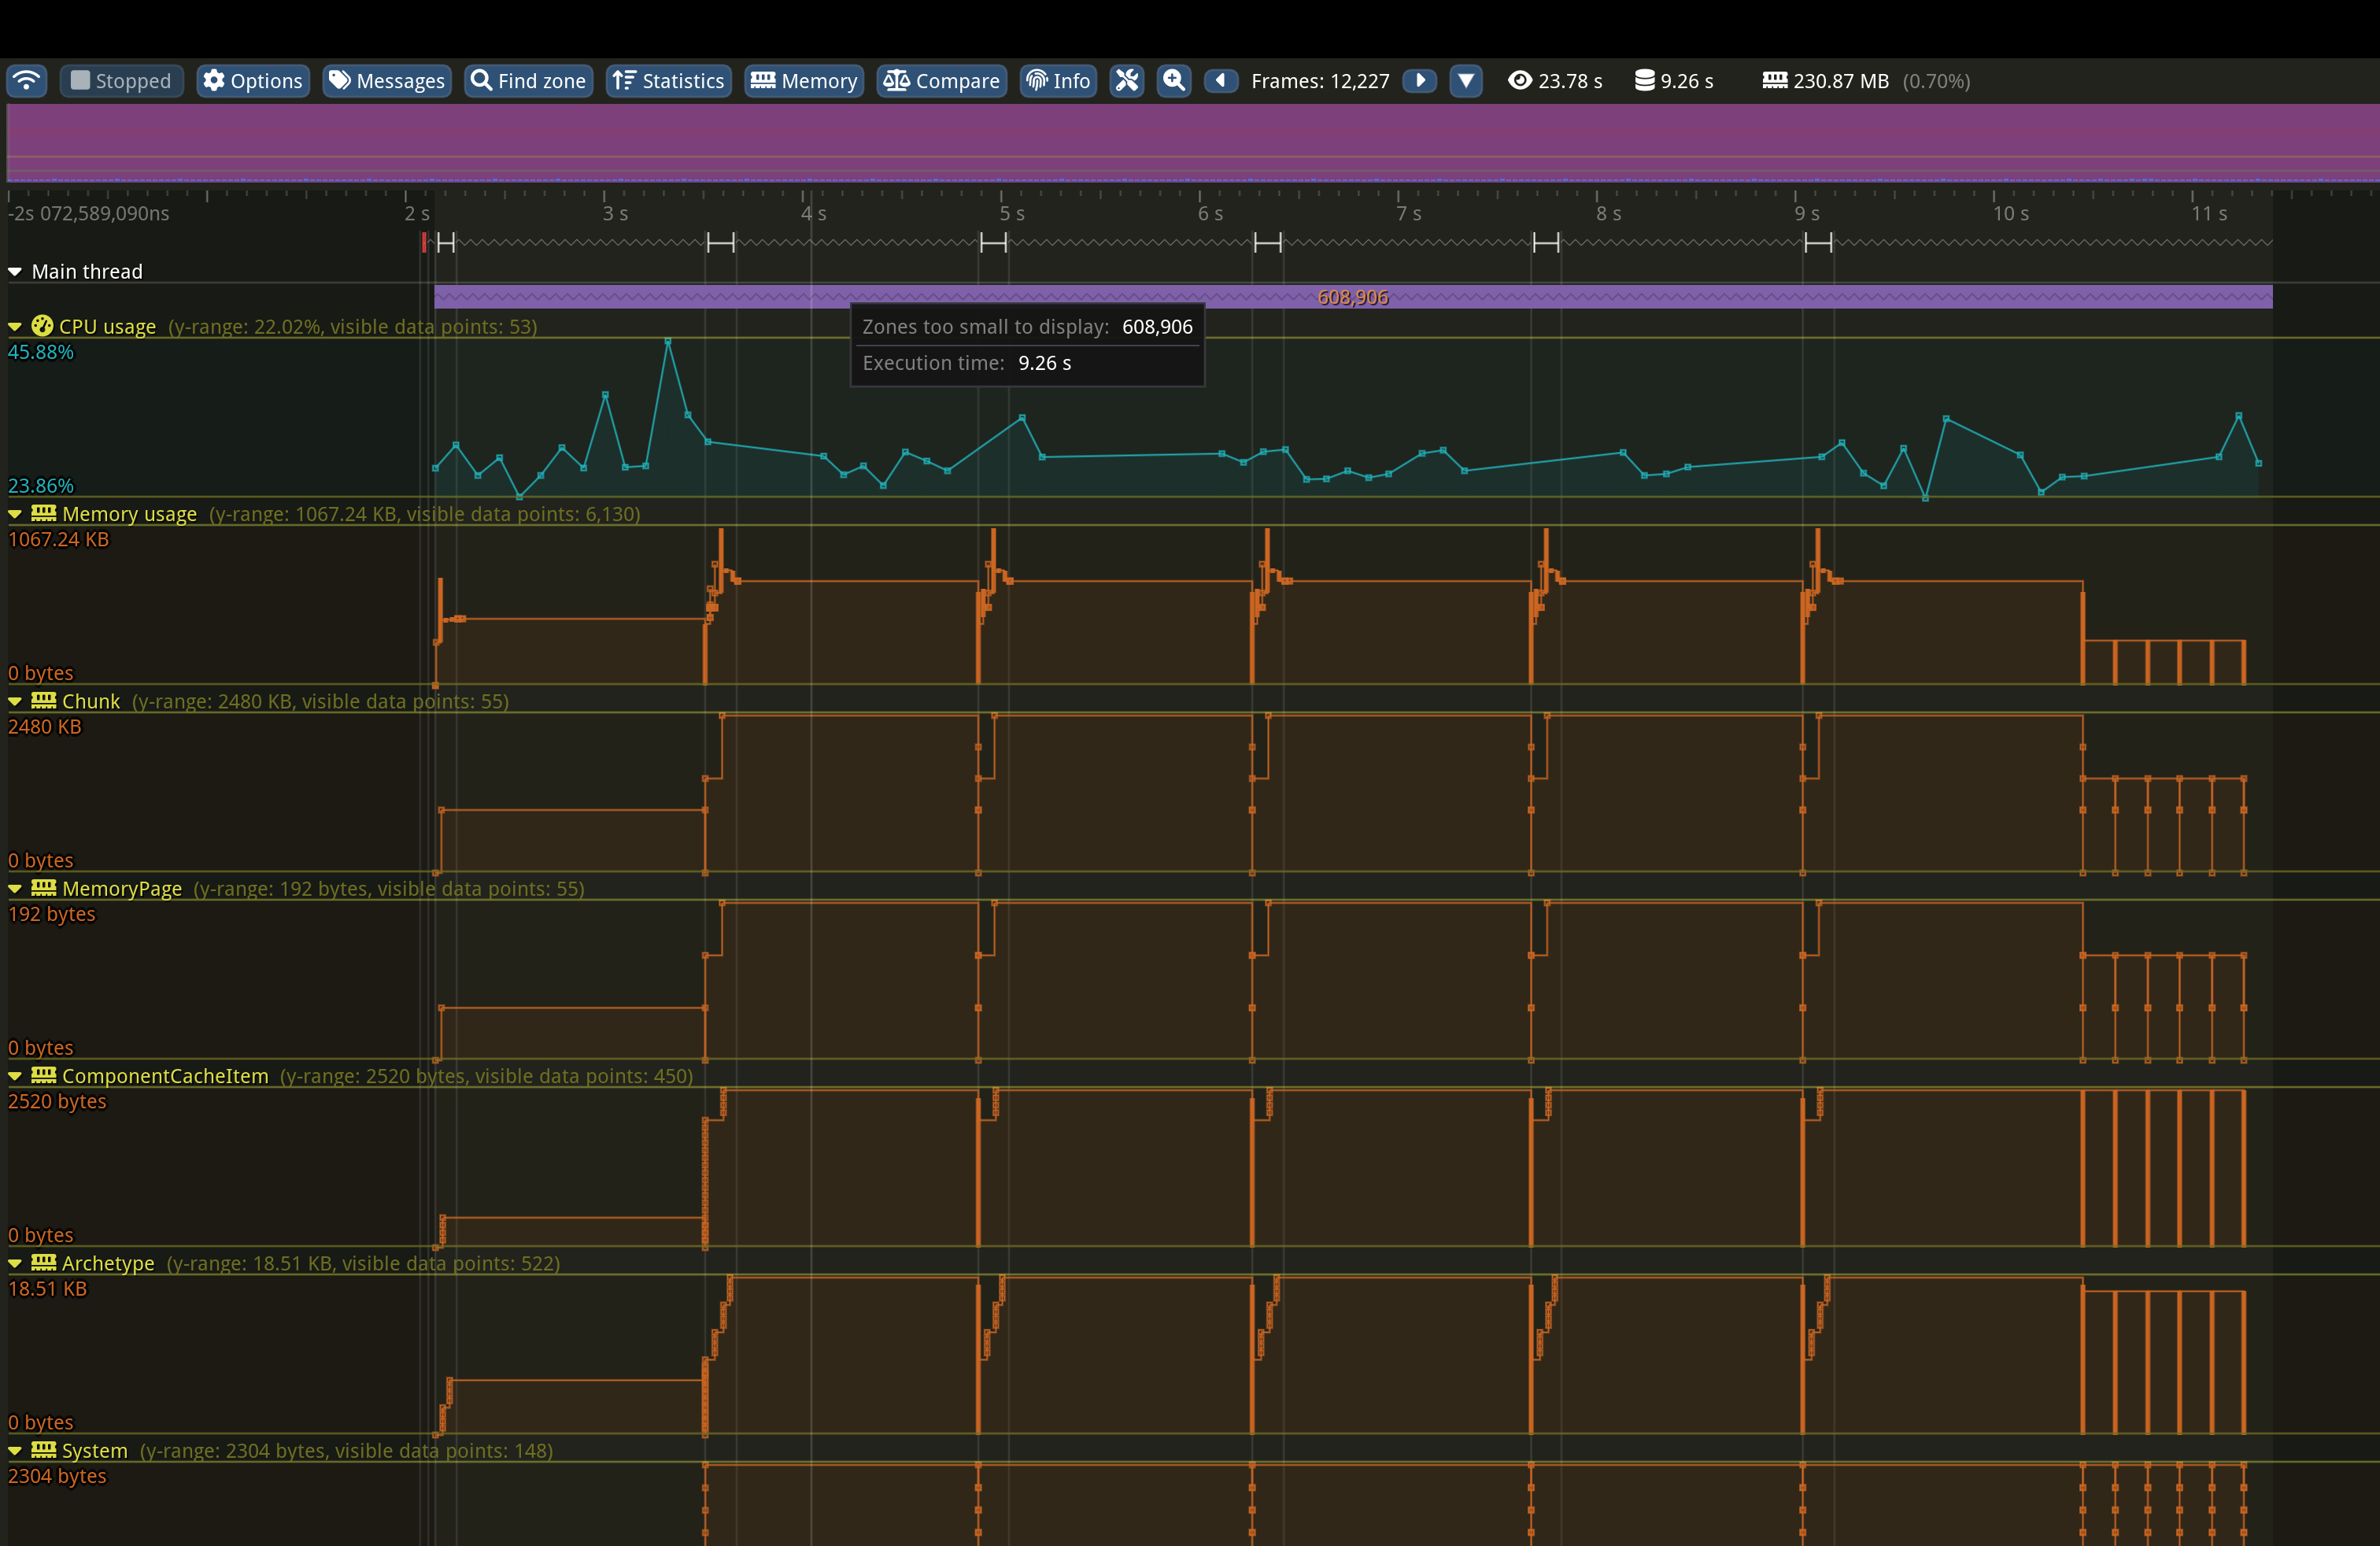 Stopped Options Messages Find zone Statistics Memory Compare Info Frames: 12,227 23.78 s 9.26 s 230.87 MB (0.70%)
-2s 072,589,090ns 2 s 3 s 4 s 5 s 6 s 7 s 8 s 9 s 10 s 11 s
Main thread
608,906
CPU usage (y-range: 22.02%, visible data points: 53)
Zones too small to display: 608,906
45.88%
Execution time: 9.26 s
23.86%
Memory usage (y-range: 1067.24 KB, visible data points: 6,130)
1067.24 KB
0 bytes
Chunk (y-range: 2480 KB, visible data points: 55)
2480 KB
0 bytes
MemoryPage (y-range: 192 bytes, visible data points: 55)
192 bytes
0 bytes
ComponentCacheItem (y-range: 2520 bytes, visible data points: 450)
2520 bytes
0 bytes
Archetype (y-range: 18.51 KB, visible data points: 522)
18.51 KB
0 bytes
System (y-range: 2304 bytes, visible data points: 148)
2304 bytes